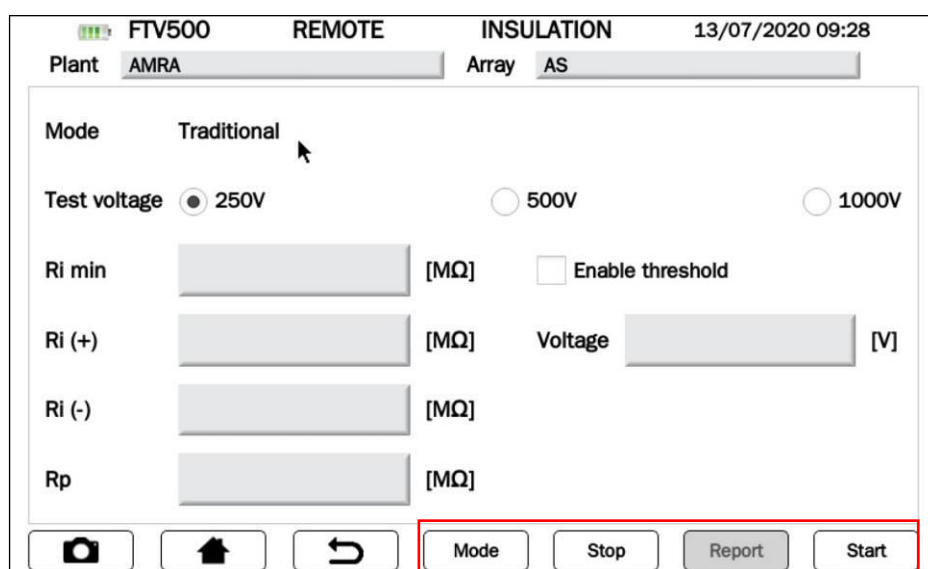 FTV500 REMOTE INSULATION 13/07/2020 09:28
Plant AMRA Array AS
Mode Traditional
Test voltage 250V 500V 1000V
Ri min [MΩ] Enable threshold
Ri (+) [MΩ] Voltage [V]
Ri (-) [MΩ]
Rp [MΩ]
Mode Stop Report Start